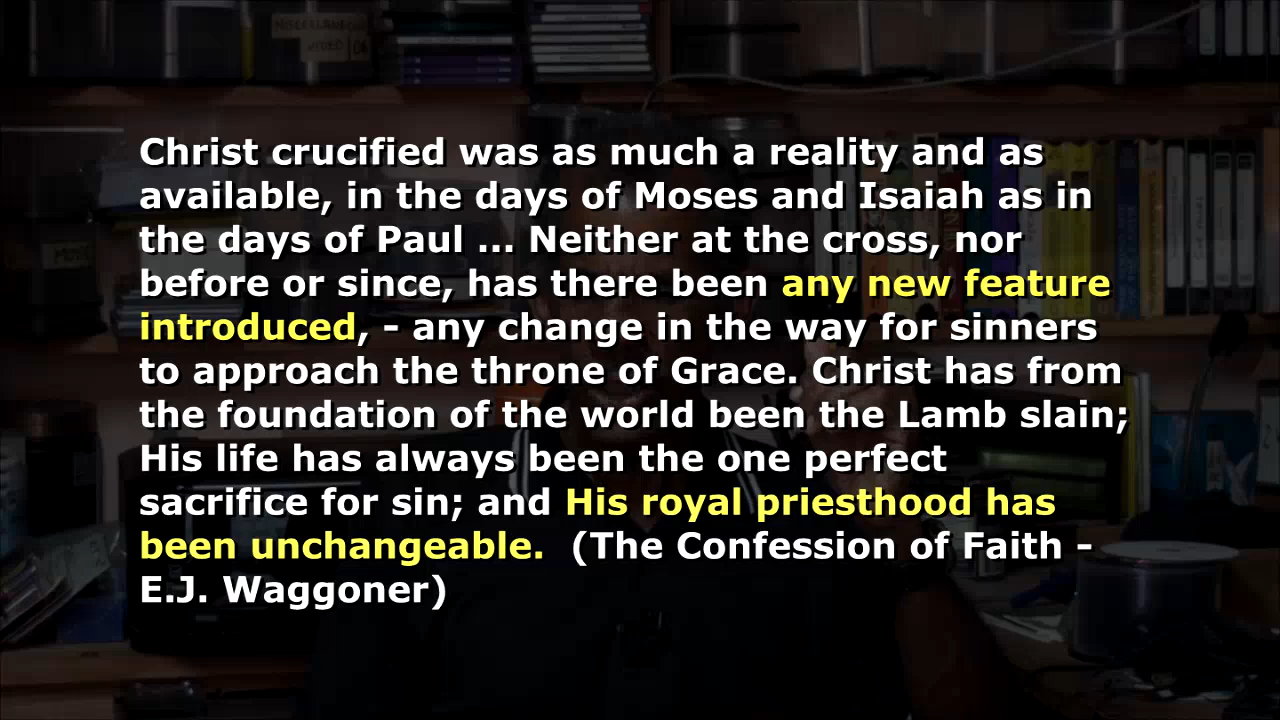 MISCELLANEOUS
VIDEO
Christ crucified was as much a reality and as
available, in the days of Moses and Isaiah as in
the days of Paul ... Neither at the cross, nor
before or since, has there been any new feature
introduced, - any change in the way for sinners
to approach the throne of Grace. Christ has from
the foundation of the world been the Lamb slain;
His life has always been the one perfect
sacrifice for sin; and His royal priesthood has
been unchangeable.  (The Confession of Faith -
E.J. Waggoner)